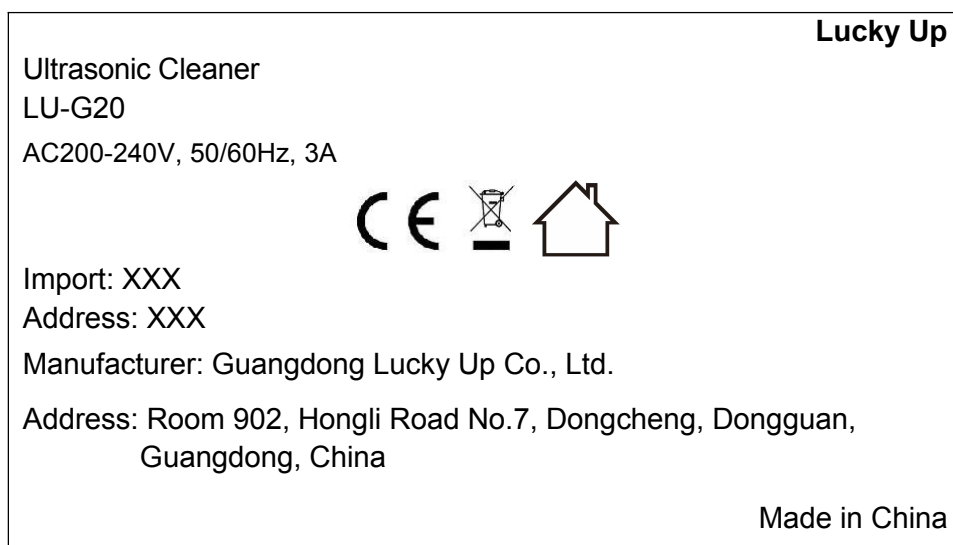 Lucky Up
Ultrasonic Cleaner
LU-G20
AC200-240V, 50/60Hz, 3A
CE
Import: XXX
Address: XXX
Manufacturer: Guangdong Lucky Up Co., Ltd.
Address: Room 902, Hongli Road No.7, Dongcheng, Dongguan,
Guangdong, China
Made in China